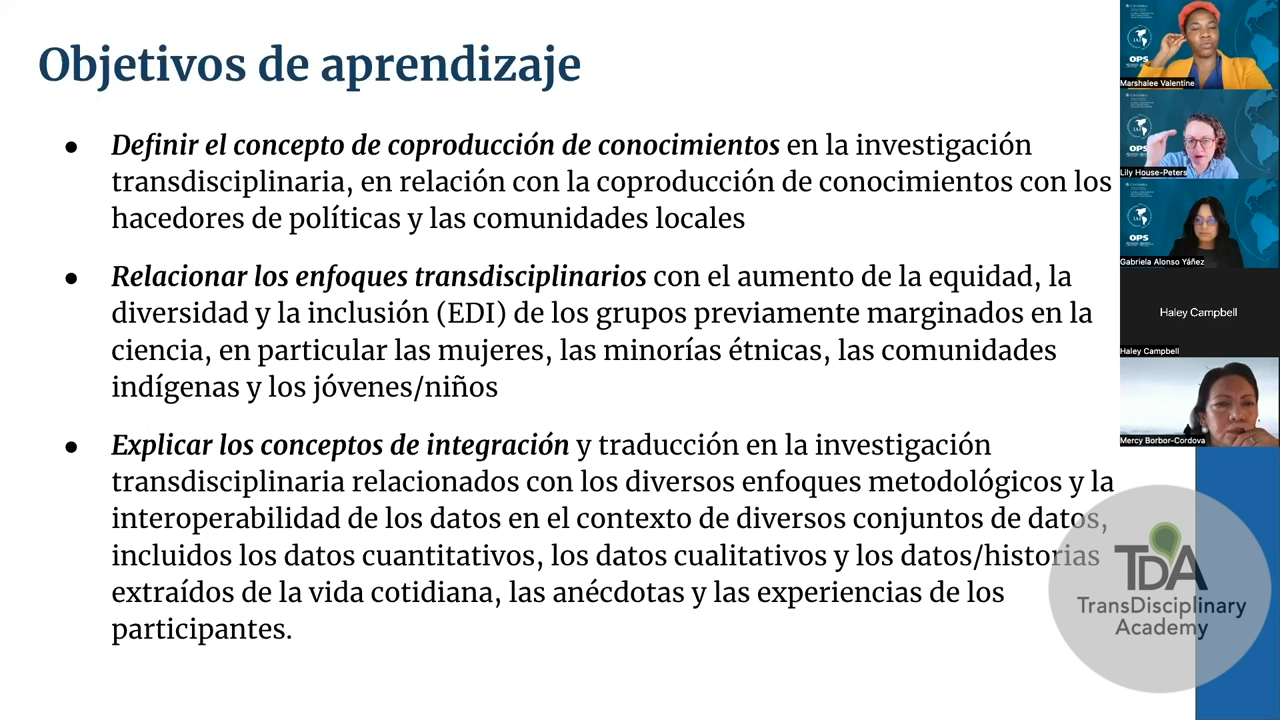 Objetivos de aprendizaje
● Definir el concepto de coproducción de conocimientos en la investigación
transdisciplinaria, en relación con la coproducción de conocimientos con los
hacedores de políticas y las comunidades locales
● Relacionar los enfoques transdisciplinarios con el aumento de la equidad, la
diversidad y la inclusión (EDI) de los grupos previamente marginados en la
ciencia, en particular las mujeres, las minorías étnicas, las comunidades
indígenas y los jóvenes/niños
● Explicar los conceptos de integración y traducción en la investigación
transdisciplinaria relacionados con los diversos enfoques metodológicos y la
interoperabilidad de los datos en el contexto de diversos conjuntos de datos,
incluidos los datos cuantitativos, los datos cualitativos y los datos/historias
extraídos de la vida cotidiana, las anécdotas y las experiencias de los
participantes.
IAI
OPS
Marshalee Valentine
OPS
Lily House-Peters
IAI
OPS
Gabriela Alonso Yáñez
Haley Campbell
Haley Campbell
Mercy Borbor-Cordova
TDA
TransDisciplinary
Academy